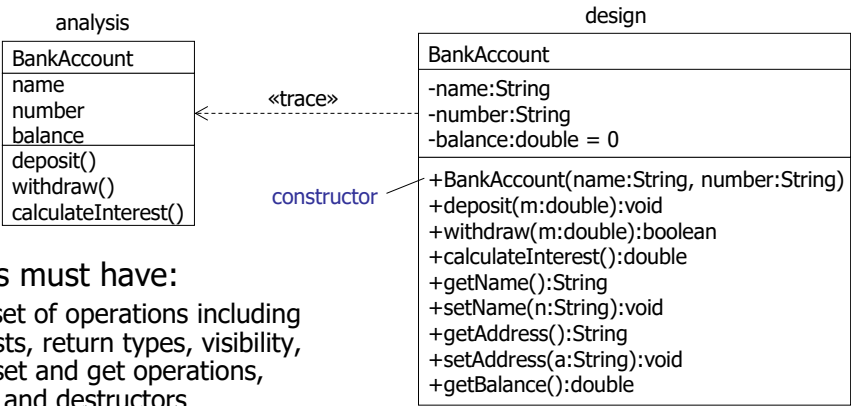 analysis
BankAccount
name
number
balance
deposit()
withdraw()
calculateInterest()
«trace»
design
BankAccount
-name:String
-number:String
-balance:double = 0
constructor
+BankAccount(name:String, number:String)
+deposit(m:double):void
+withdraw(m:double):boolean
+calculateInterest():double
+getName():String
+setName(n:String):void
+getAddress():String
+setAddress(a:String):void
+getBalance():double
must have:
set of operations including
return types, visibility,
set and get operations,
and destructors